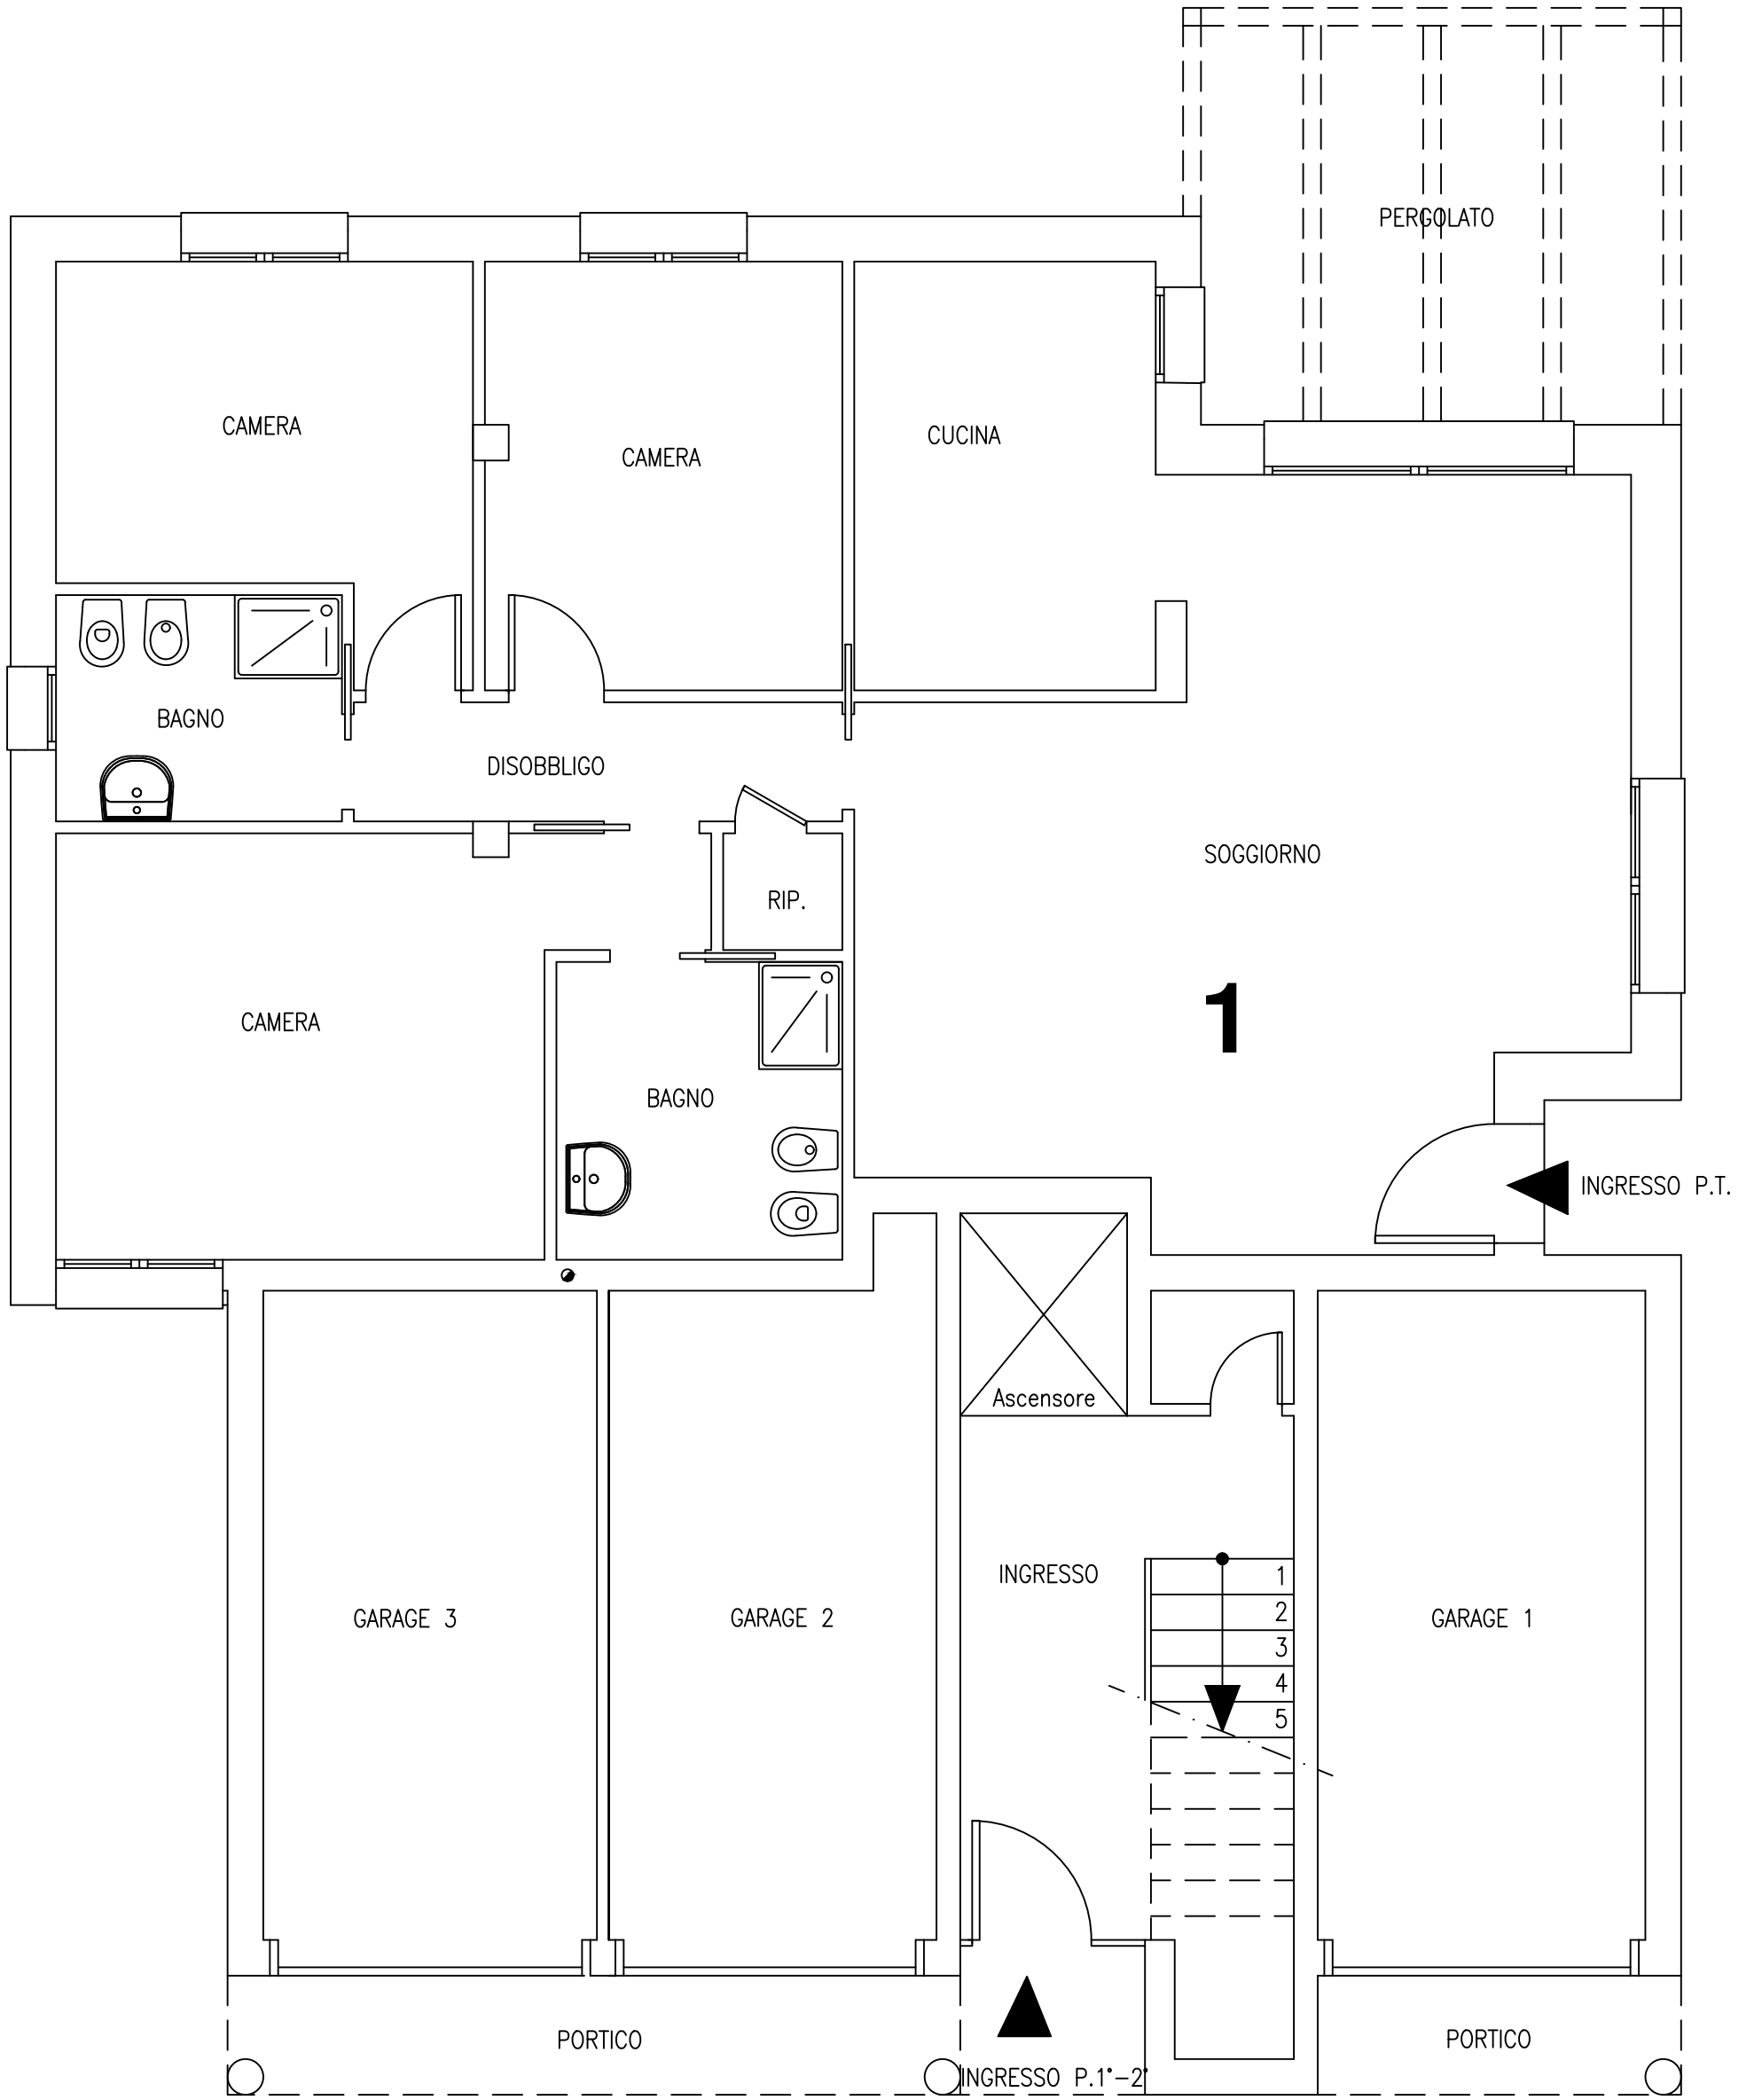 PERGOLATO
CAMERA
CAMERA
CUCINA
BAGNO
DISOBBLIGO
SOGGIORNO
RIP.
1
CAMERA
BAGNO
INGRESSO P.T.
Ascensore
INGRESSO
1
2
3
4
5
GARAGE 3
GARAGE 2
GARAGE 1
PORTICO
PORTICO
INGRESSO P.1°-2°